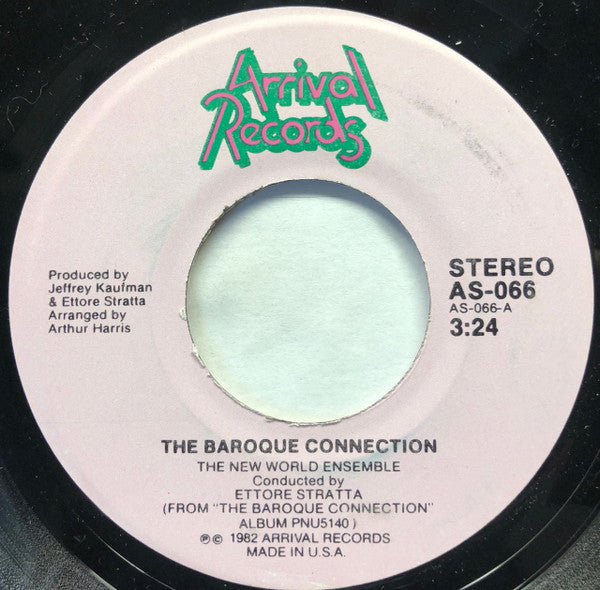 Arrival
Records
Produced by
Jeffrey Kaufman
& Ettore Stratta
Arranged by
Arthur Harris
STEREO
AS-066
AS-066-A
3:24
THE BAROQUE CONNECTION
THE NEW WORLD ENSEMBLE
Conducted by
ETTORE STRATTA
(FROM "THE BAROQUE CONNECTION"
ALBUM PNU5140)
℗© 1982 ARRIVAL RECORDS
MADE IN U.S.A.